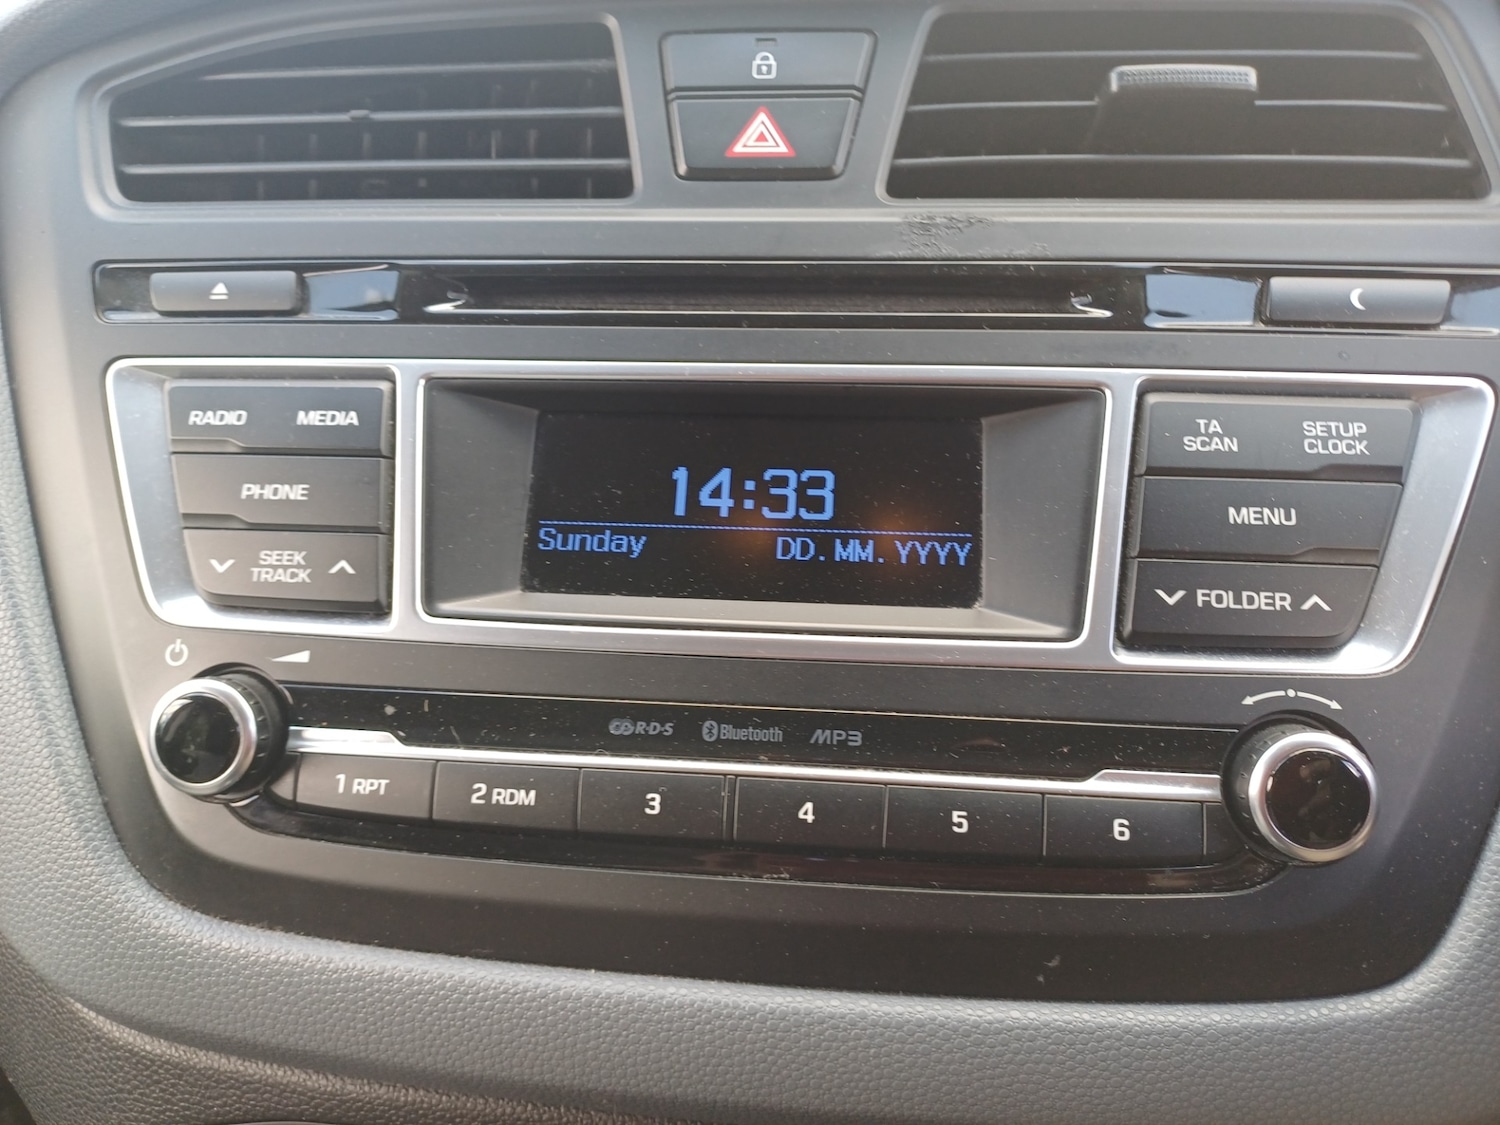 RADIO MEDIA
PHONE
SEEK
TRACK
14:33
Sunday DD.MM.YYYY
TA
SCAN
SETUP
CLOCK
MENU
FOLDER
R·D·S Bluetooth MP3
1 RPT 2 RDM 3 4 5 6